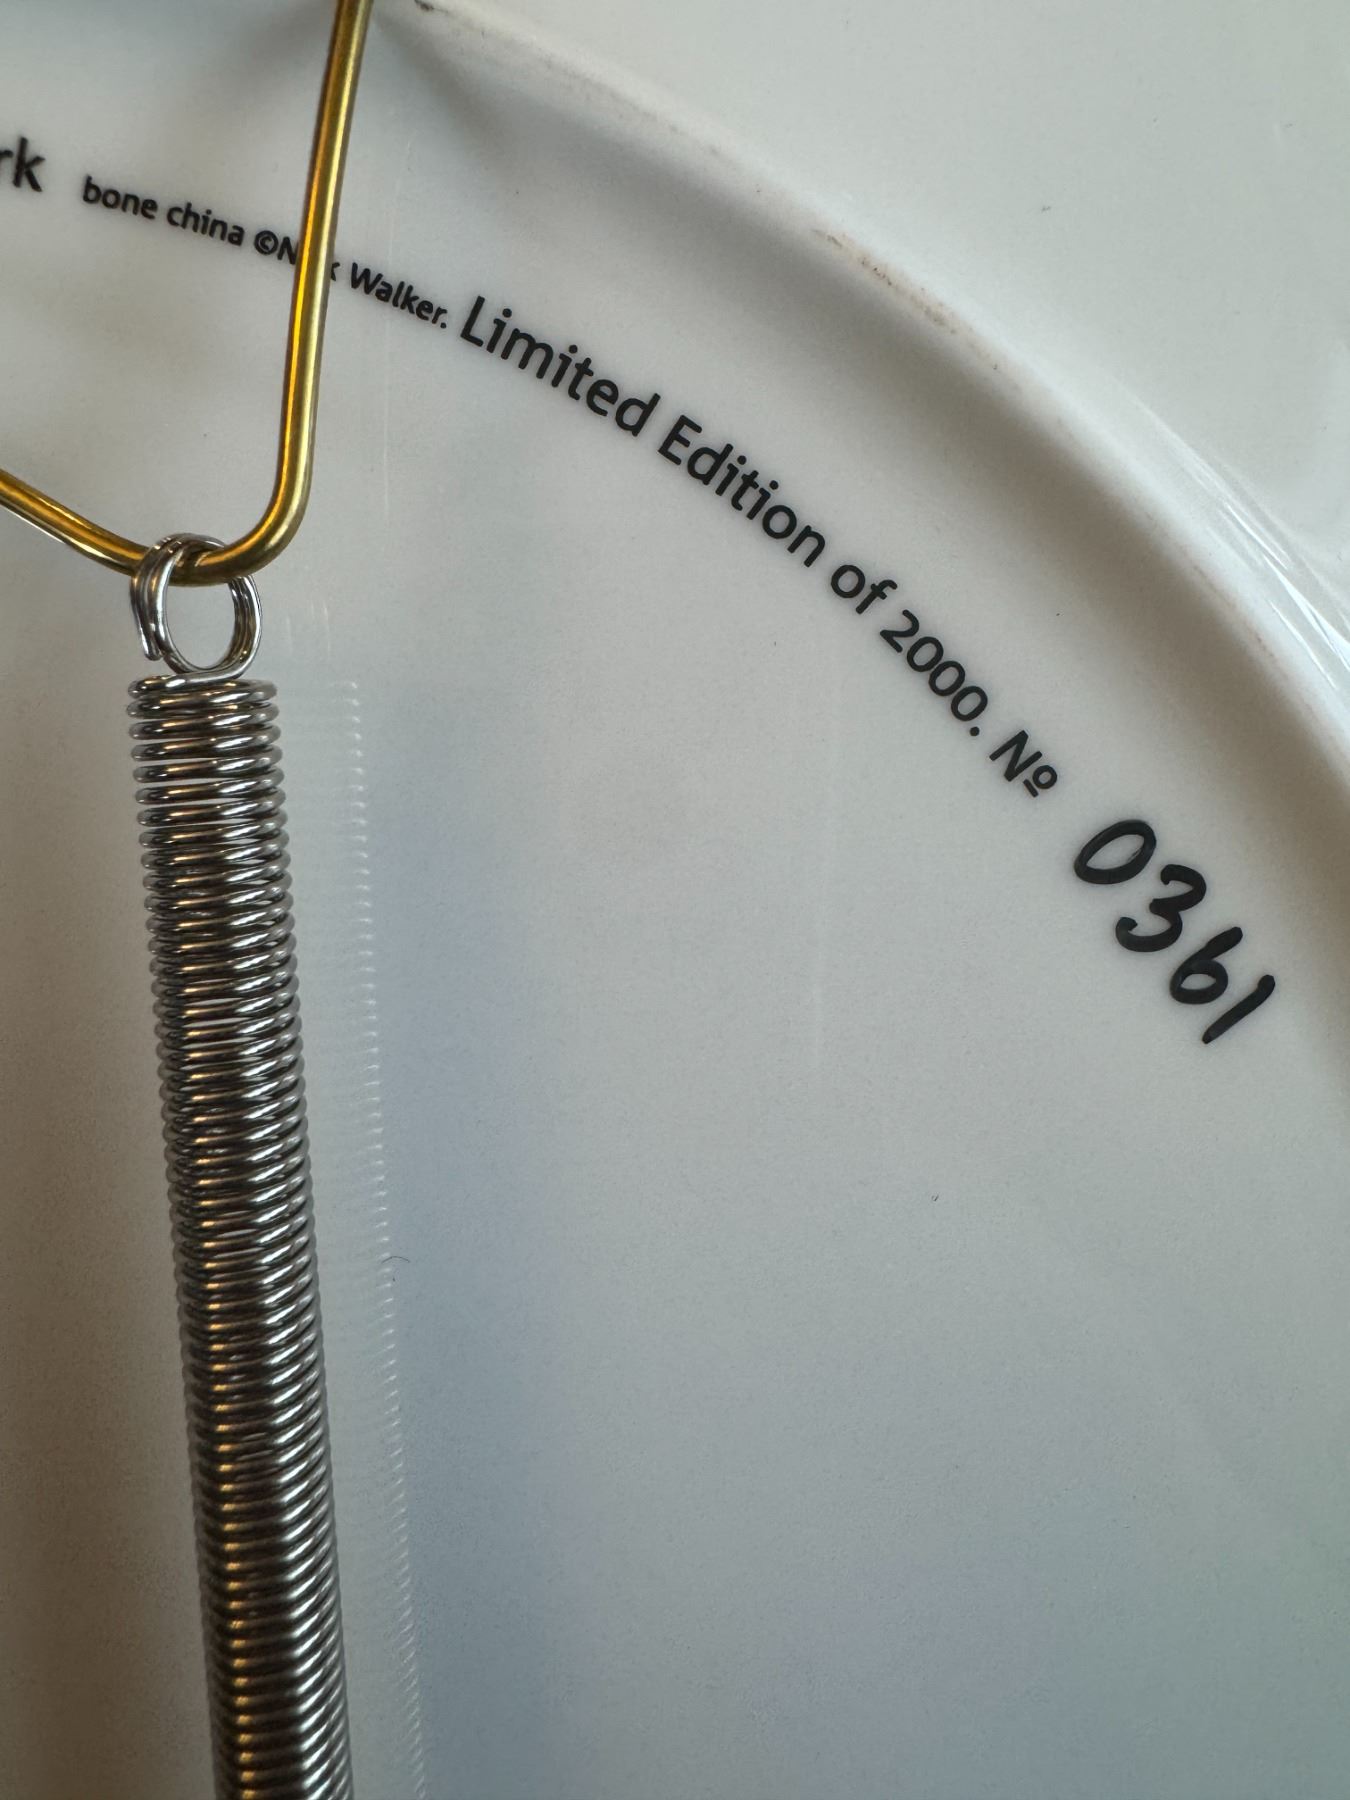 rk bone china ©N k Walker. Limited Edition of 2000. Nº 0361